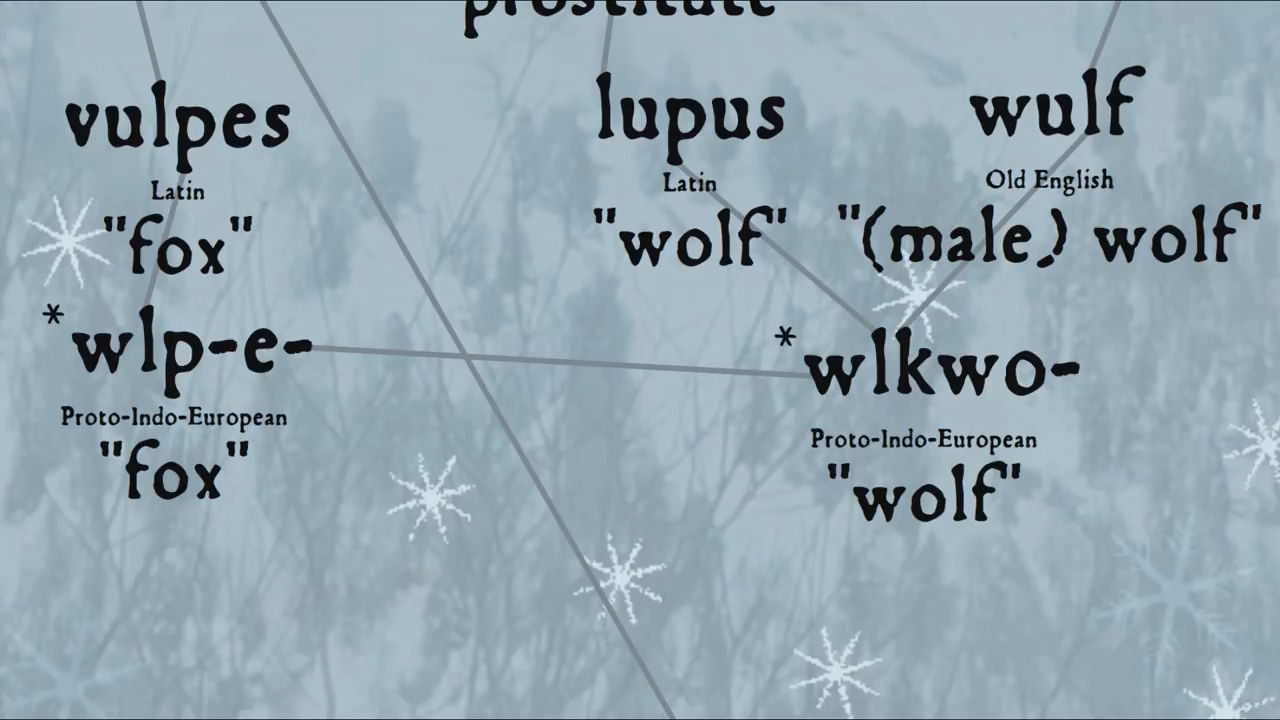 prostitute
vulpes
Latin
"fox"
lupus
Latin
"wolf"
wulf
Old English
"(male) wolf"
*wlp-e-
Proto-Indo-European
"fox"
*wlkwo-
Proto-Indo-European
"wolf"